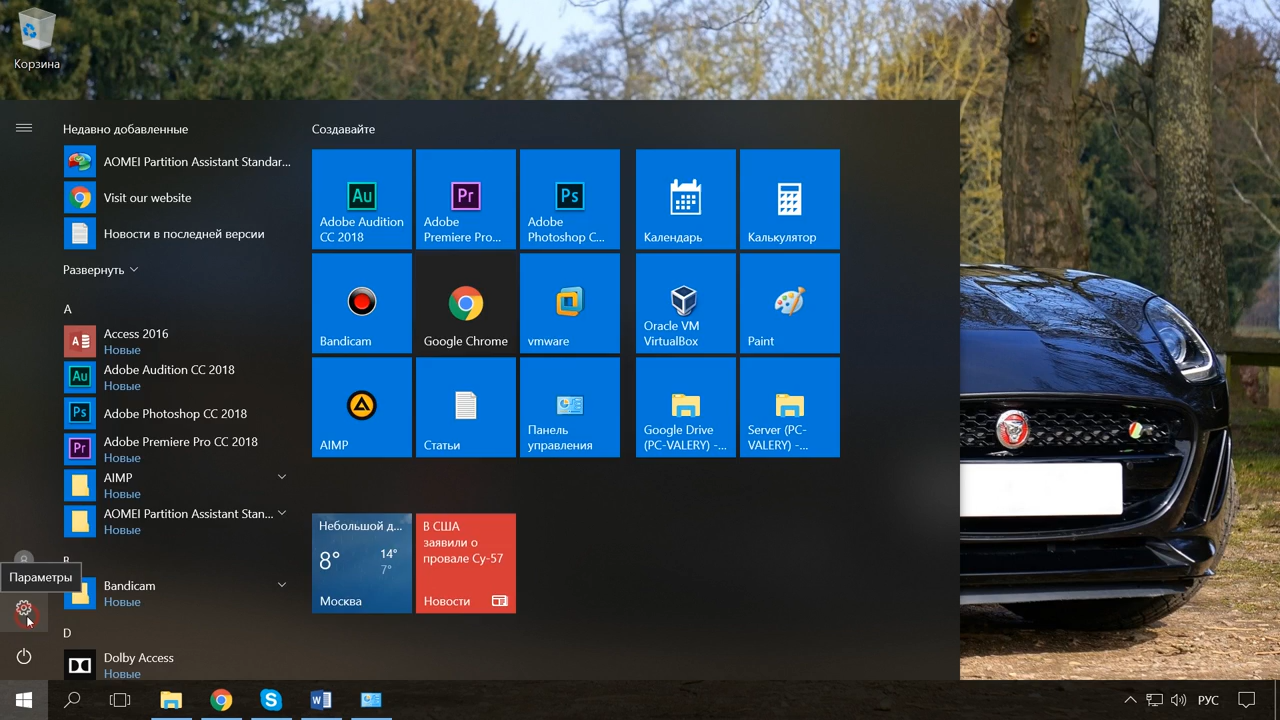 Корзина
Недавно добавленные
AOMEI Partition Assistant Standar...
Visit our website
Новости в последней версии
Развернуть
A
Access 2016
Новые
Adobe Audition CC 2018
Новые
Adobe Photoshop CC 2018
Adobe Premiere Pro CC 2018
Новые
AIMP
Новые
AOMEI Partition Assistant Stan...
Новые
B
Параметры
Bandicam
Новые
D
Dolby Access
Новые
Создавайте
Au
Adobe Audition
CC 2018
Pr
Adobe
Premiere Pro...
Ps
Adobe
Photoshop C...
Календарь
Калькулятор
Bandicam
Google Chrome
vmware
Oracle VM
VirtualBox
Paint
AIMP
Статьи
Панель
управления
Google Drive
(PC-VALERY) -...
Server (PC-
VALERY) -...
Небольшой д...
8°
14°
7°
Москва
В США
заявили о
провале Су-57
Новости
РУС